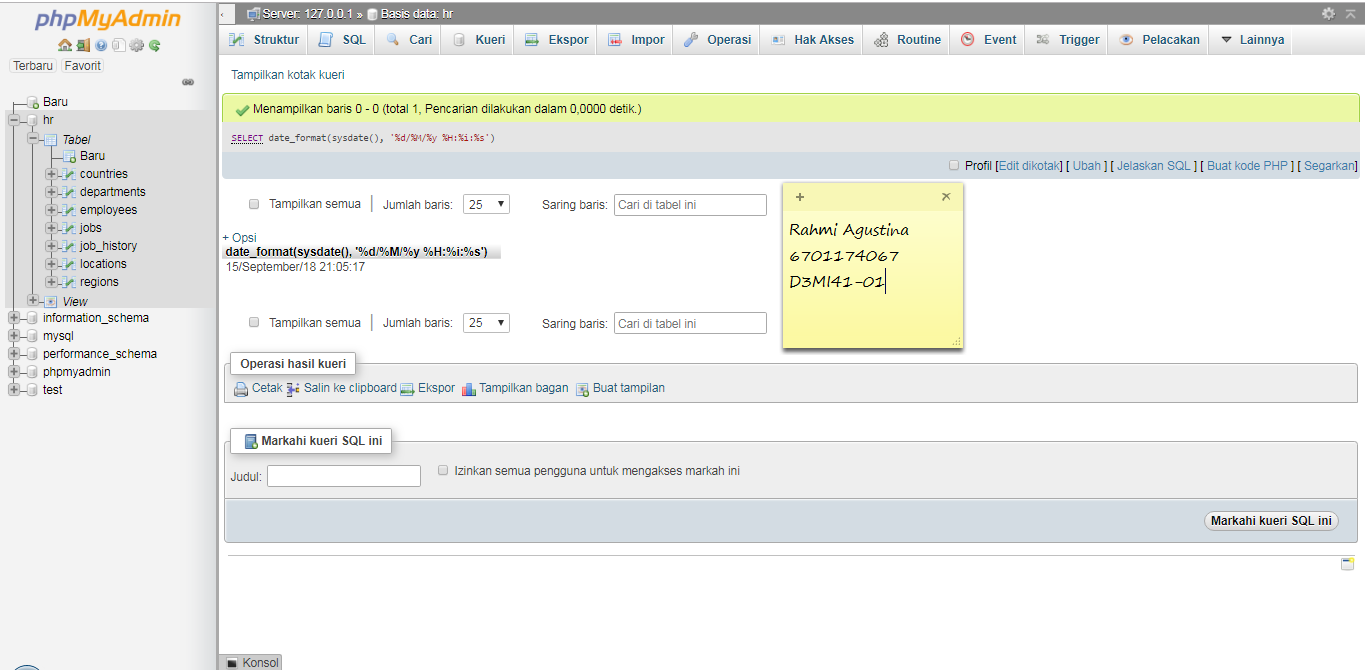 phpMyAdmin
Terbaru Favorit
Baru
hr
Tabel
Baru
countries
departments
employees
jobs
job_history
locations
regions
View
information_schema
mysql
performance_schema
phpmyadmin
test
Server: 127.0.0.1 » Basis data: hr
Struktur SQL Cari Kueri Ekspor Impor Operasi Hak Akses Routine Event Trigger Pelacakan Lainnya
Tampilkan kotak kueri
Menampilkan baris 0 - 0 (total 1, Pencarian dilakukan dalam 0,0000 detik.)
SELECT date_format(sysdate(), '%d/%M/%y %H:%i:%s')
Profil [Edit dikotak] [ Ubah ] [ Jelaskan SQL ] [ Buat kode PHP ] [ Segarkan]
Tampilkan semua Jumlah baris: 25 Saring baris: Cari di tabel ini
+ Opsi
date_format(sysdate(), '%d/%M/%y %H:%i:%s')
15/September/18 21:05:17
Tampilkan semua Jumlah baris: 25 Saring baris: Cari di tabel ini
Rahmi Agustina
6701174067
D3MI41-01
Operasi hasil kueri
Cetak Salin ke clipboard Ekspor Tampilkan bagan Buat tampilan
Markahi kueri SQL ini
Judul: Izinkan semua pengguna untuk mengakses markah ini
Markahi kueri SQL ini
Konsol